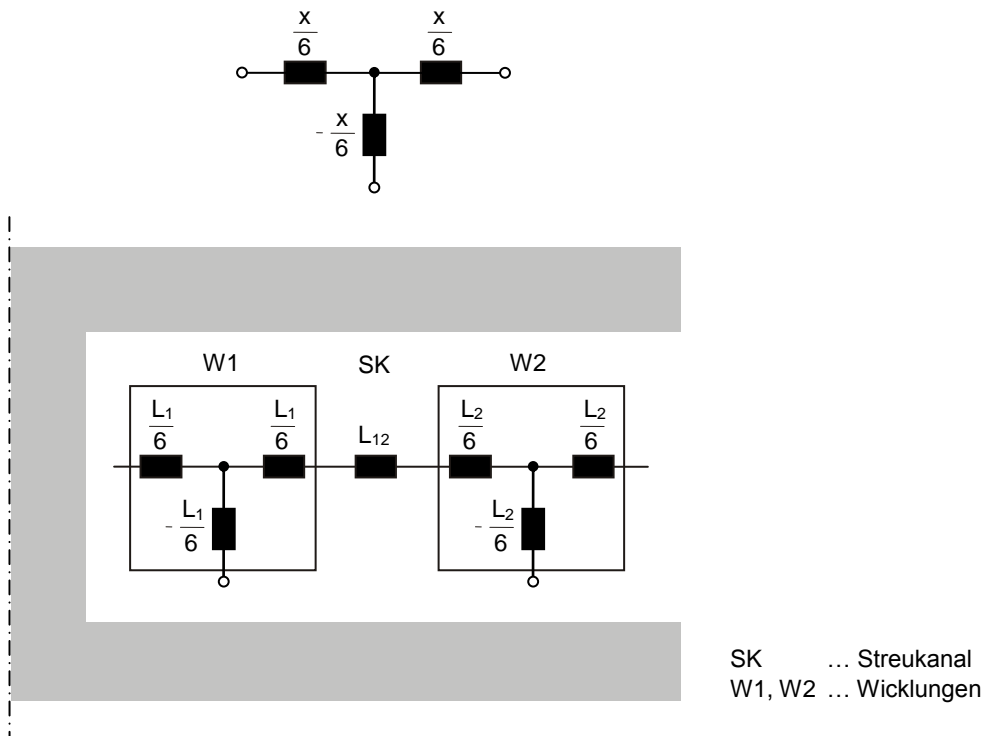 x/6 x/6
- x/6
W1 SK W2
L₁/6 L₁/6 L₁₂ L₂/6 L₂/6
- L₁/6 - L₂/6
SK … Streukanal
W1, W2 … Wicklungen